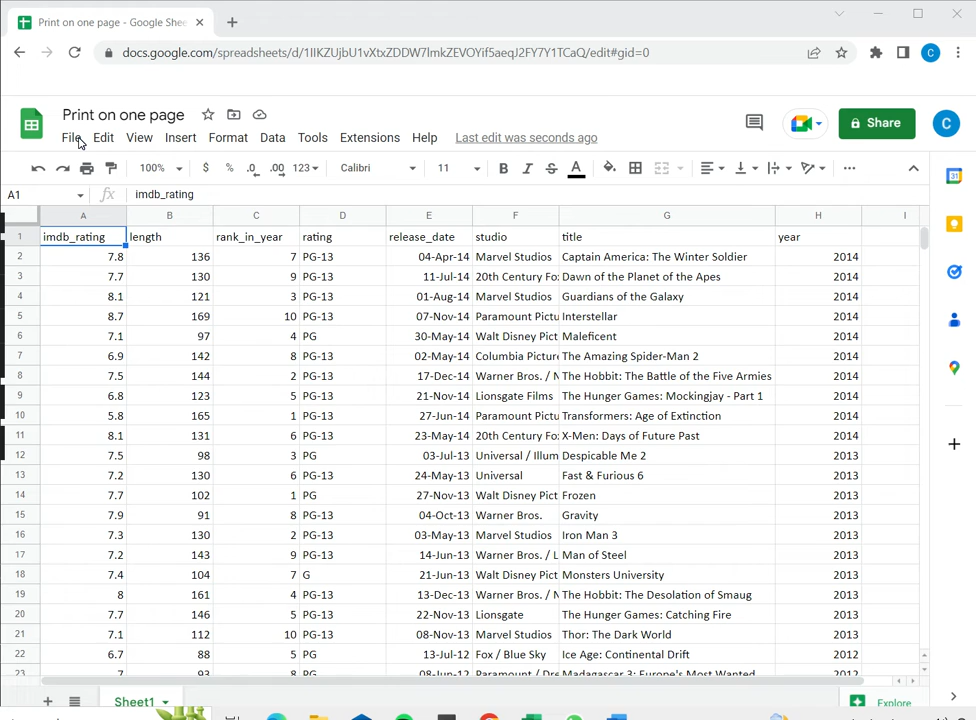 Print on one page - Google Shee
docs.google.com/spreadsheets/d/1IIKZUjbU1vXtxZDDW7lmkZEVOYif5aeqJ2FY7Y1TCaQ/edit#gid=0
C
Print on one page
File Edit View Insert Format Data Tools Extensions Help Last edit was seconds ago
Share
C
100% $ % .0 .00 123 Calibri 11 B I S A
31
A1 fx imdb_rating
A B C D E F G H I
1 imdb_rating length rank_in_year rating release_date studio title year
2 7.8 136 7 PG-13 04-Apr-14 Marvel Studios Captain America: The Winter Soldier 2014
3 7.7 130 9 PG-13 11-Jul-14 20th Century Fo Dawn of the Planet of the Apes 2014
4 8.1 121 3 PG-13 01-Aug-14 Marvel Studios Guardians of the Galaxy 2014
5 8.7 169 10 PG-13 07-Nov-14 Paramount Pictu Interstellar 2014
6 7.1 97 4 PG 30-May-14 Walt Disney Pict Maleficent 2014
7 6.9 142 8 PG-13 02-May-14 Columbia Picture The Amazing Spider-Man 2 2014
8 7.5 144 2 PG-13 17-Dec-14 Warner Bros. / N The Hobbit: The Battle of the Five Armies 2014
9 6.8 123 5 PG-13 21-Nov-14 Lionsgate Films The Hunger Games: Mockingjay - Part 1 2014
10 5.8 165 1 PG-13 27-Jun-14 Paramount Pictu Transformers: Age of Extinction 2014
11 8.1 131 6 PG-13 23-May-14 20th Century Fo X-Men: Days of Future Past 2014
12 7.5 98 3 PG 03-Jul-13 Universal / Illum Despicable Me 2 2013
13 7.2 130 6 PG-13 24-May-13 Universal Fast & Furious 6 2013
14 7.7 102 1 PG 27-Nov-13 Walt Disney Pict Frozen 2013
15 7.9 91 8 PG-13 04-Oct-13 Warner Bros. Gravity 2013
16 7.3 130 2 PG-13 03-May-13 Marvel Studios Iron Man 3 2013
17 7.2 143 9 PG-13 14-Jun-13 Warner Bros. / L Man of Steel 2013
18 7.4 104 7 G 21-Jun-13 Walt Disney Pict Monsters University 2013
19 8 161 4 PG-13 13-Dec-13 Warner Bros. / N The Hobbit: The Desolation of Smaug 2013
20 7.7 146 5 PG-13 22-Nov-13 Lionsgate The Hunger Games: Catching Fire 2013
21 7.1 112 10 PG-13 08-Nov-13 Marvel Studios Thor: The Dark World 2013
22 6.7 88 5 PG 13-Jul-12 Fox / Blue Sky Ice Age: Continental Drift 2012
23 7 93 8 PG 08-Jun-12 Paramount / Dre Madagascar 3: Europe's Most Wanted 2012
Sheet1
Explore